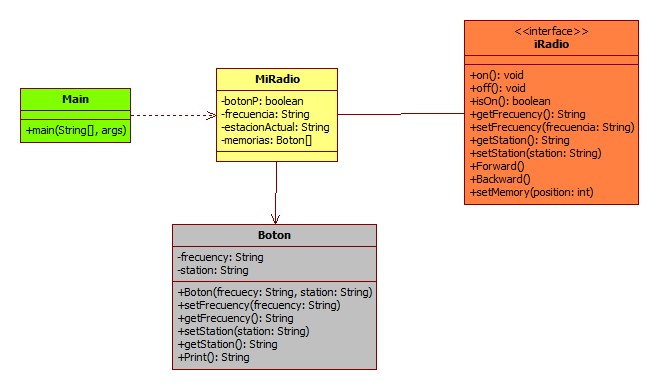 Main
+main(String[], args)
MiRadio
-botonP: boolean
-frecuencia: String
-estacionActual: String
-memorias: Boton[]
<<interface>>
iRadio
+on(): void
+off(): void
+isOn(): boolean
+getFrecuency(): String
+setFrecuency(frecuencia: String)
+getStation(): String
+setStation(station: String)
+Forward()
+Backward()
+setMemory(position: int)
Boton
-frecuency: String
-station: String
+Boton(frecuecy: String, station: String)
+setFrecuency(frecuency: String)
+getFrecuency(): String
+setStation(station: String)
+getStation(): String
+Print(): String